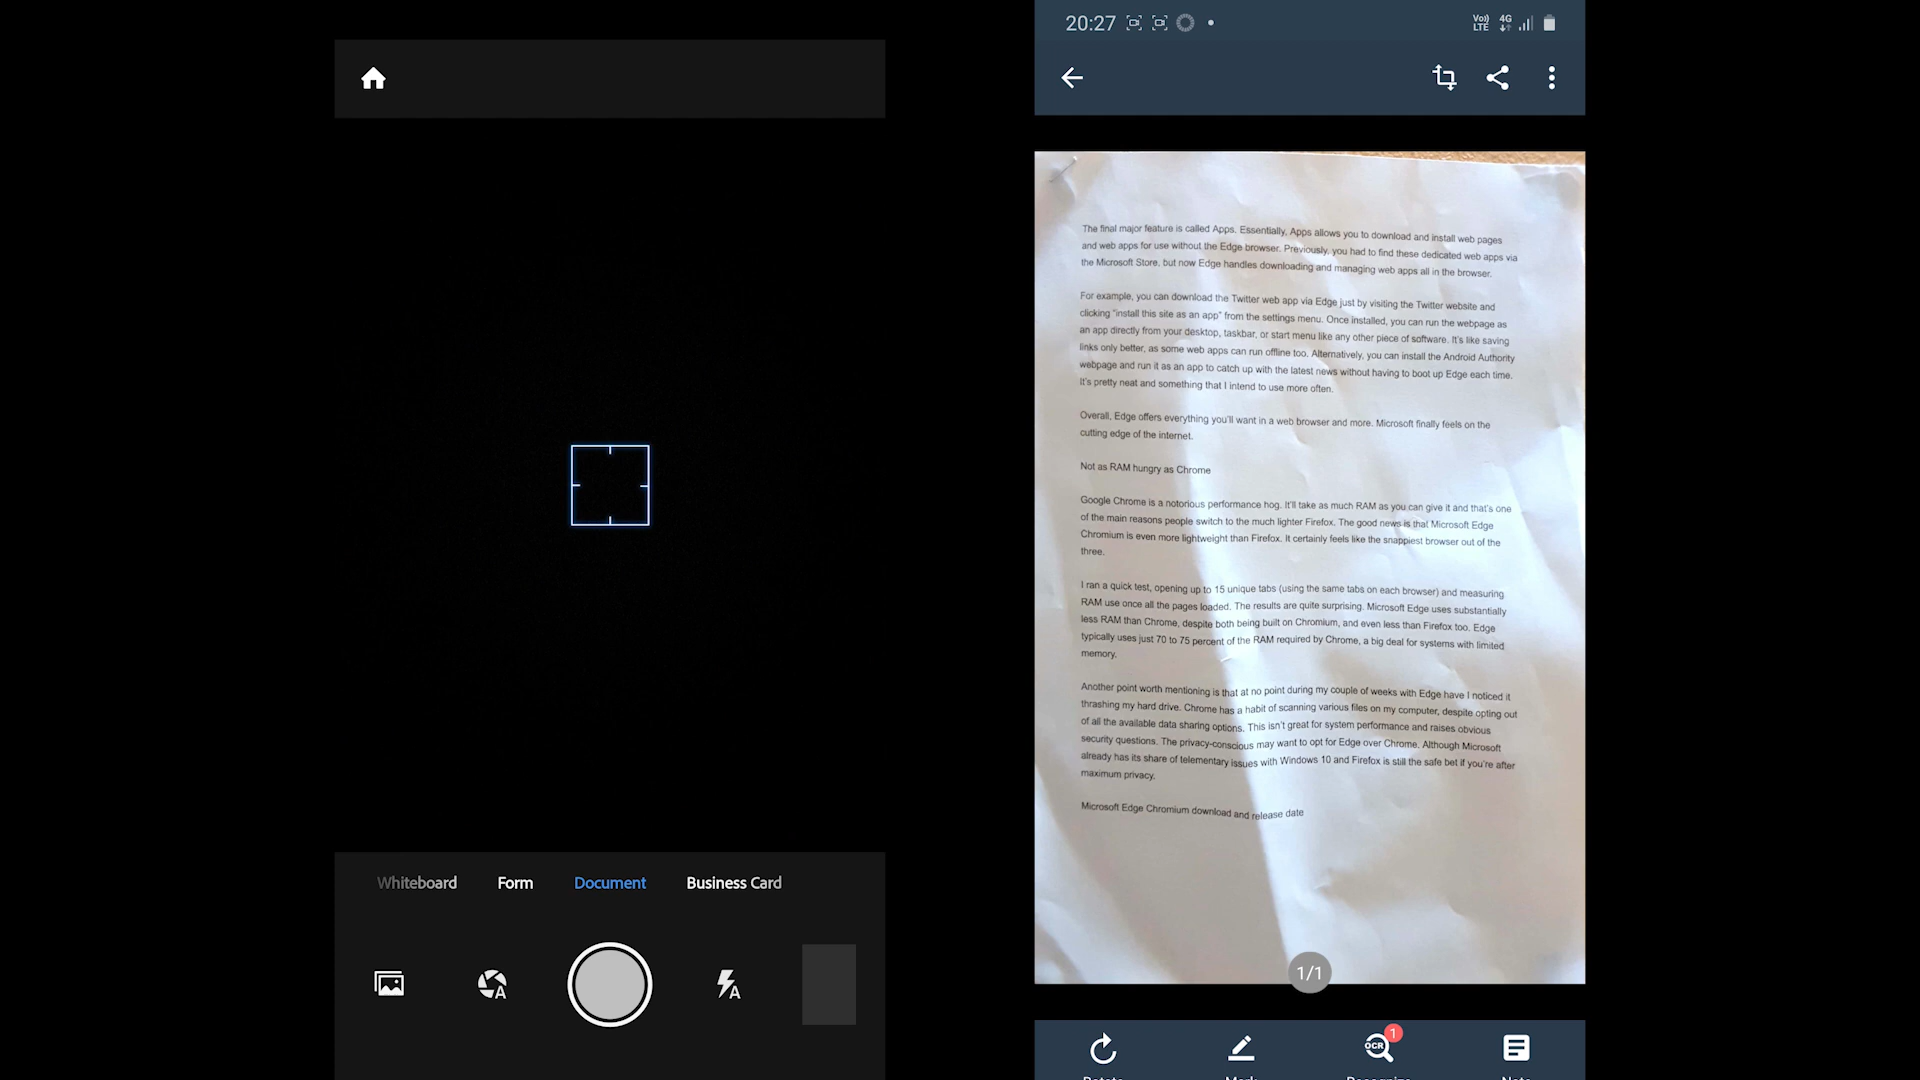 Whiteboard Form Document Business Card
A
A
20:27
Vo)) LTE 4G
The final major feature is called Apps. Essentially, Apps allows you to download and install web pages
and web apps for use without the Edge browser. Previously, you had to find these dedicated web apps via
the Microsoft Store, but now Edge handles downloading and managing web apps all in the browser.
For example, you can download the Twitter web app via Edge just by visiting the Twitter website and
clicking "install this site as an app" from the settings menu. Once installed, you can run the webpage as
an app directly from your desktop, taskbar, or start menu like any other piece of software. It's like saving
links only better, as some web apps can run offline too. Alternatively, you can install the Android Authority
webpage and run it as an app to catch up with the latest news without having to boot up Edge each time.
It's pretty neat and something that I intend to use more often.
Overall, Edge offers everything you'll want in a web browser and more. Microsoft finally feels on the
cutting edge of the internet.
Not as RAM hungry as Chrome
Google Chrome is a notorious performance hog. It'll take as much RAM as you can give it and that's one
of the main reasons people switch to the much lighter Firefox. The good news is that Microsoft Edge
Chromium is even more lightweight than Firefox. It certainly feels like the snappiest browser out of the
three.
I ran a quick test, opening up to 15 unique tabs (using the same tabs on each browser) and measuring
RAM use once all the pages loaded. The results are quite surprising. Microsoft Edge uses substantially
less RAM than Chrome, despite both being built on Chromium, and even less than Firefox too. Edge
typically uses just 70 to 75 percent of the RAM required by Chrome, a big deal for systems with limited
memory.
Another point worth mentioning is that at no point during my couple of weeks with Edge have I noticed it
thrashing my hard drive. Chrome has a habit of scanning various files on my computer, despite opting out
of all the available data sharing options. This isn't great for system performance and raises obvious
security questions. The privacy-conscious may want to opt for Edge over Chrome. Although Microsoft
already has its share of telementary issues with Windows 10 and Firefox is still the safe bet if you're after
maximum privacy.
Microsoft Edge Chromium download and release date
1/1
OCR 1